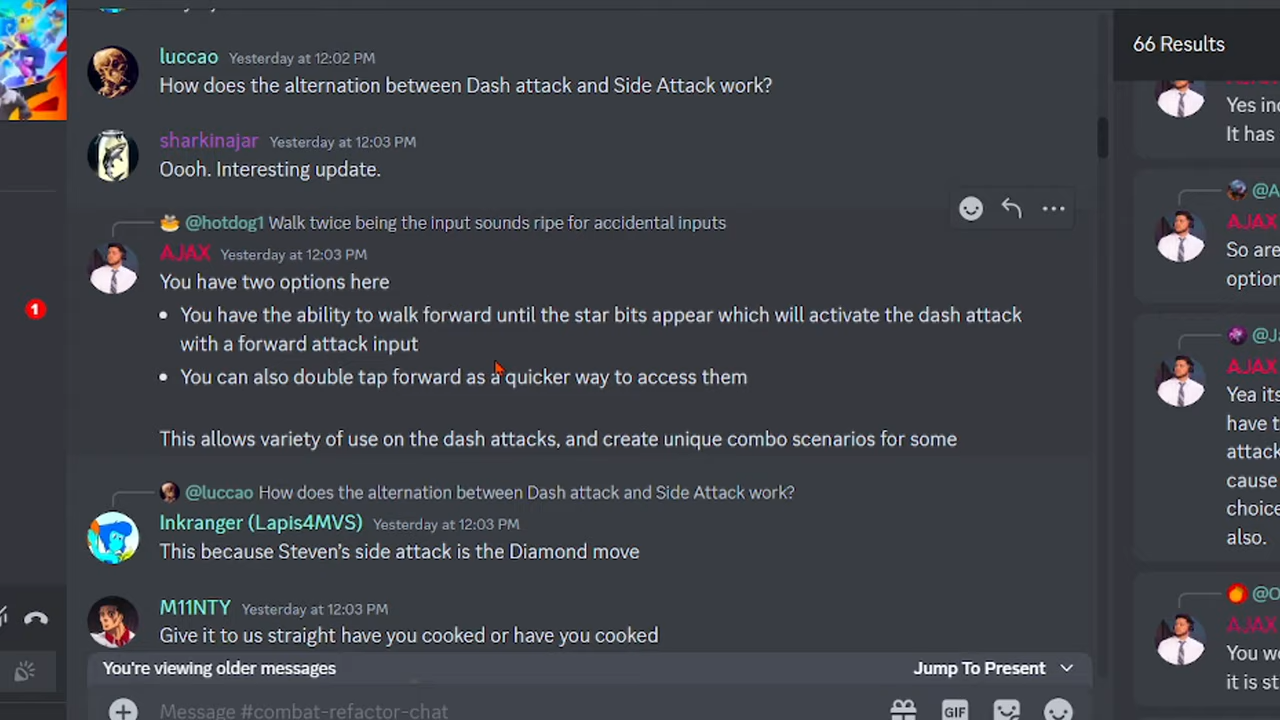 66 Results
luccao Yesterday at 12:02 PM
How does the alternation between Dash attack and Side Attack work?
sharkinajar Yesterday at 12:03 PM
Oooh. Interesting update.
@hotdog1 Walk twice being the input sounds ripe for accidental inputs
AJAX Yesterday at 12:03 PM
You have two options here
• You have the ability to walk forward until the star bits appear which will activate the dash attack
with a forward attack input
• You can also double tap forward as a quicker way to access them
This allows variety of use on the dash attacks, and create unique combo scenarios for some
@luccao How does the alternation between Dash attack and Side Attack work?
Inkranger (Lapis4MVS) Yesterday at 12:03 PM
This because Steven's side attack is the Diamond move
M11NTY Yesterday at 12:03 PM
Give it to us straight have you cooked or have you cooked
You're viewing older messages
Jump To Present
Message #combat-refactor-chat
GIF
1
Yes
It has
AJAX
So are
option
AJAX
Yea its
have t
attack
cause
choice
also.
AJAX
You w
it is st